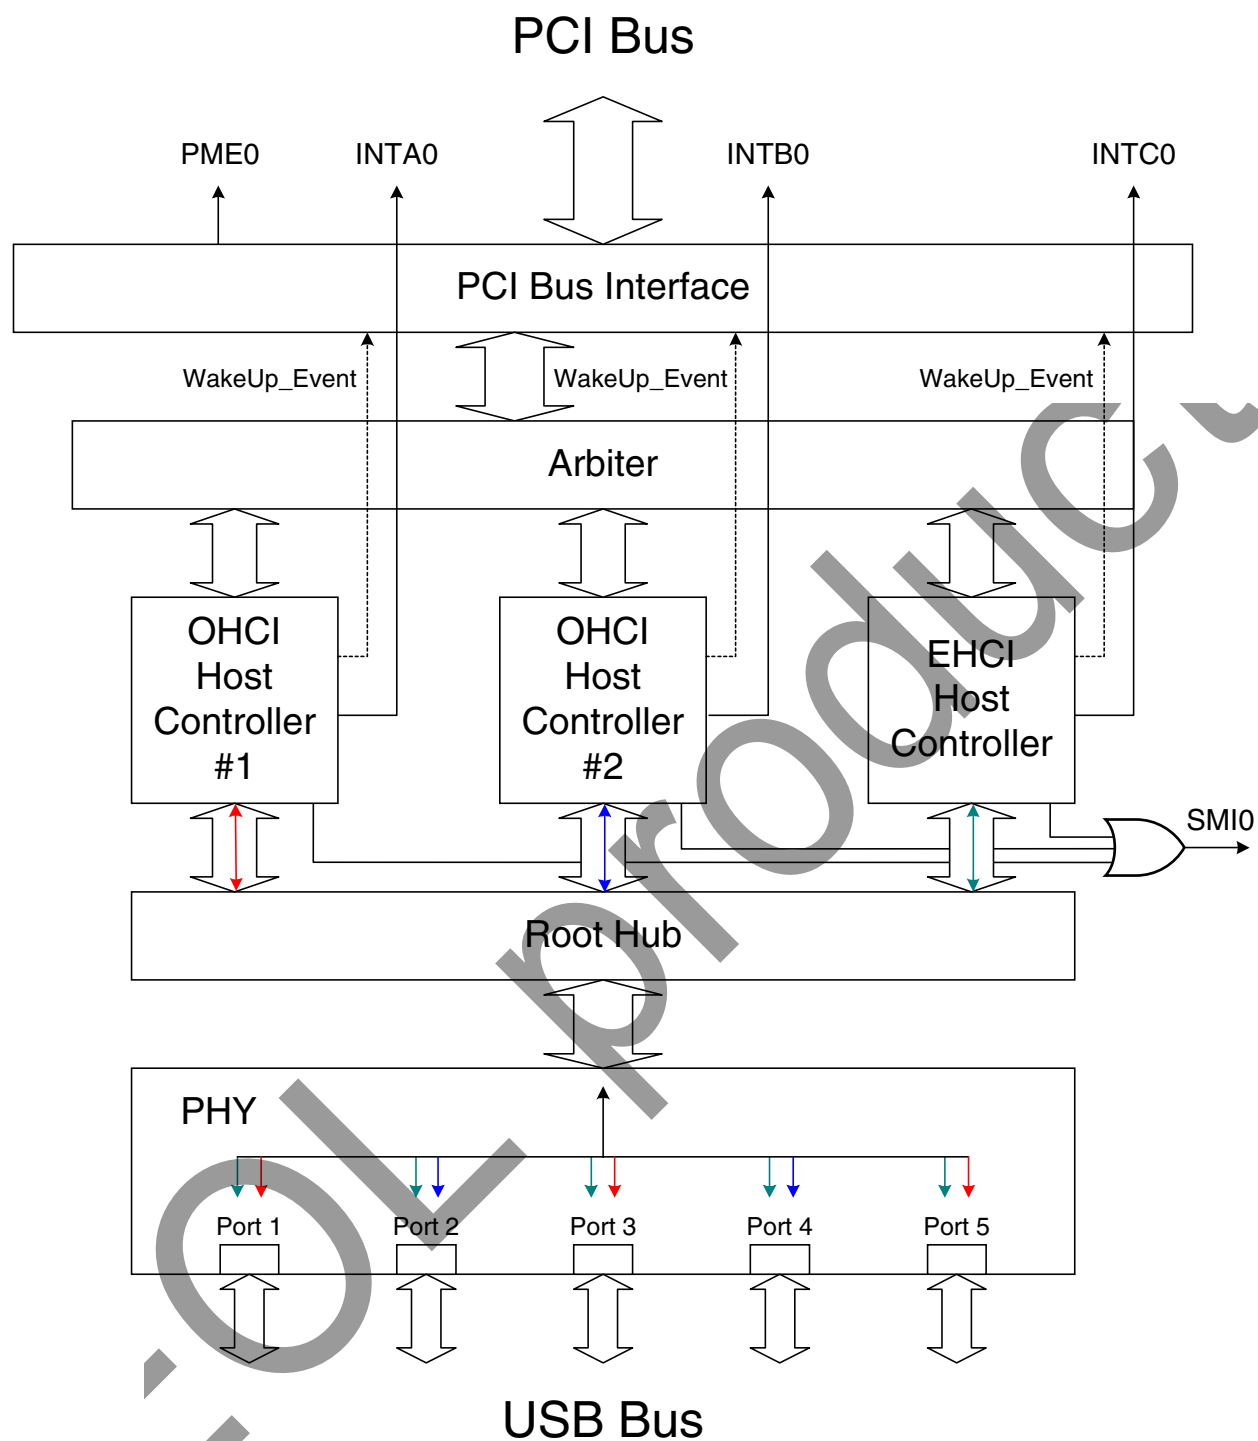 PCI Bus
PME0 INTA0 INTB0 INTC0
PCI Bus Interface
WakeUp_Event WakeUp_Event WakeUp_Event
Arbiter
OHCI
Host
Controller
#1
OHCI
Host
Controller
#2
EHCI
Host
Controller
SMI0
Root Hub
PHY
Port 1 Port 2 Port 3 Port 4 Port 5
USB Bus
OL product